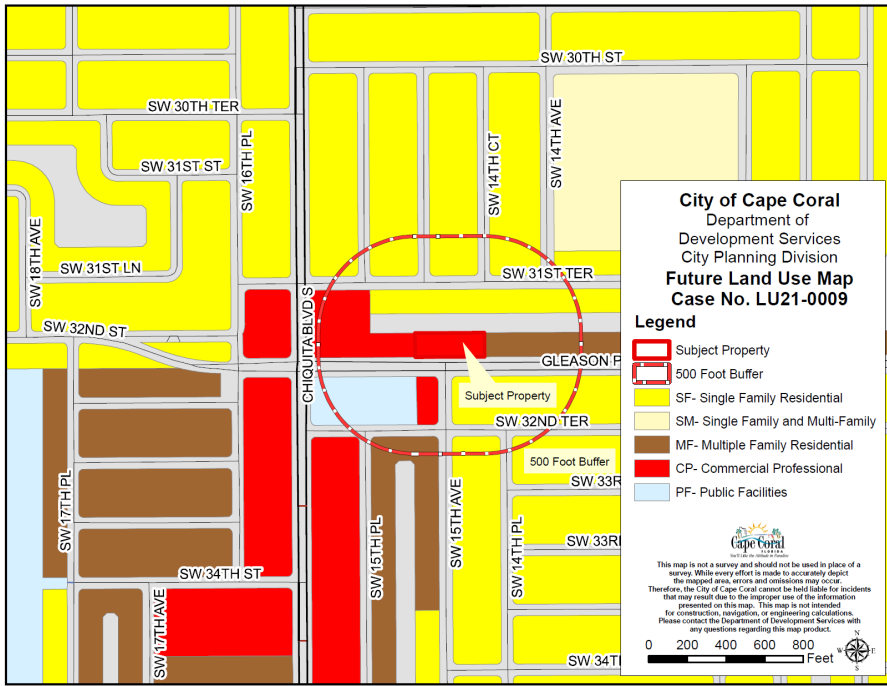 SW 30TH ST
SW 30TH TER
SW 16TH PL
SW 14TH CT
SW 14TH AVE
SW 31ST ST
SW 18TH AVE
SW 31ST LN
SW 31ST TER
CHIQUITA BLVD S
SW 32ND ST
GLEASON P
Subject Property
SW 32ND TER
500 Foot Buffer
SW 33R
SW 17TH PL
SW 15TH PL
SW 15TH AVE
SW 14TH PL
SW 33RI
SW 34TH ST
SW 17TH AVE
SW 34TI
City of Cape Coral
Department of
Development Services
City Planning Division
Future Land Use Map
Case No. LU21-0009
Legend
Subject Property
500 Foot Buffer
SF- Single Family Residential
SM- Single Family and Multi-Family
MF- Multiple Family Residential
CP- Commercial Professional
PF- Public Facilities
Cape Coral
FLORIDA
This map is not a survey and should not be used in place of a
survey. While every effort is made to accurately depict
the mapped area, errors and omissions may occur.
Therefore, the City of Cape Coral cannot be held liable for incidents
that may result due to the improper use of the information
presented on this map. This map is not intended
for construction, navigation, or engineering calculations.
Please contact the Department of Development Services with
any questions regarding this map product.
0 200 400 600 800
Feet
N
W E
S